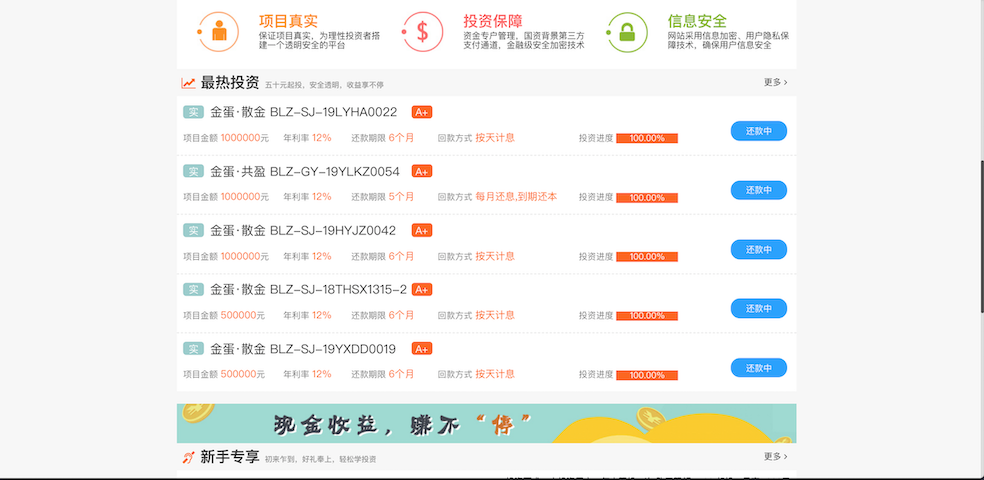 项目真实
保证项目真实，为理性投资者搭
建一个透明安全的平台
投资保障
资金专户管理，国资背景第三方
支付通道，金融级安全加密技术
信息安全
网站采用信息加密、用户隐私保
障技术，确保用户信息安全
最热投资 五十元起投，安全透明，收益享不停 更多 >
实 金蛋·散金 BLZ-SJ-19LYHA0022 A+
项目金额 1000000元 年利率 12% 还款期限 6个月 回款方式 按天计息 投资进度 100.00% 还款中
实 金蛋·共盈 BLZ-GY-19YLKZ0054 A+
项目金额 1000000元 年利率 12% 还款期限 5个月 回款方式 每月还息,到期还本 投资进度 100.00% 还款中
实 金蛋·散金 BLZ-SJ-19HYJZ0042 A+
项目金额 1000000元 年利率 12% 还款期限 6个月 回款方式 按天计息 投资进度 100.00% 还款中
实 金蛋·散金 BLZ-SJ-18THSX1315-2 A+
项目金额 500000元 年利率 12% 还款期限 6个月 回款方式 按天计息 投资进度 100.00% 还款中
实 金蛋·散金 BLZ-SJ-19YXDD0019 A+
项目金额 500000元 年利率 12% 还款期限 6个月 回款方式 按天计息 投资进度 100.00% 还款中
现金收益，赚不“停”
新手专享 初来乍到，好礼奉上、轻松学投资 更多 >